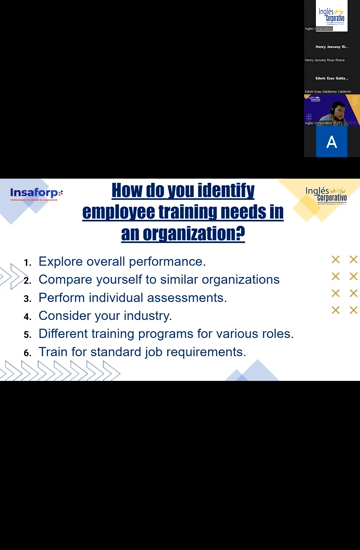 Inglés
Corporativo
Henry Jeovany Ri...
Edwin Esau Galda...
A
Insaforp
Inglés
Corporativo
How do you identify
employee training needs in
an organization?
1. Explore overall performance.
2. Compare yourself to similar organizations
3. Perform individual assessments.
4. Consider your industry.
5. Different training programs for various roles.
6. Train for standard job requirements.